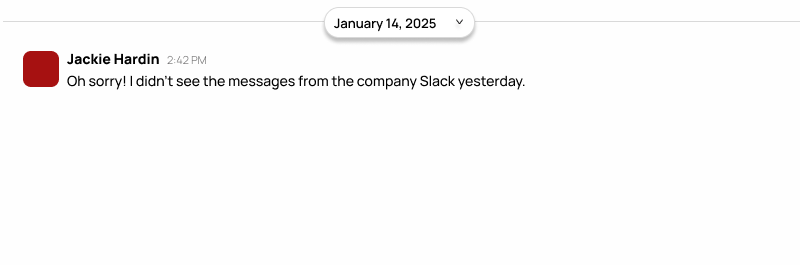 January 14, 2025
Jackie Hardin 2:42 PM
Oh sorry! I didn't see the messages from the company Slack yesterday.